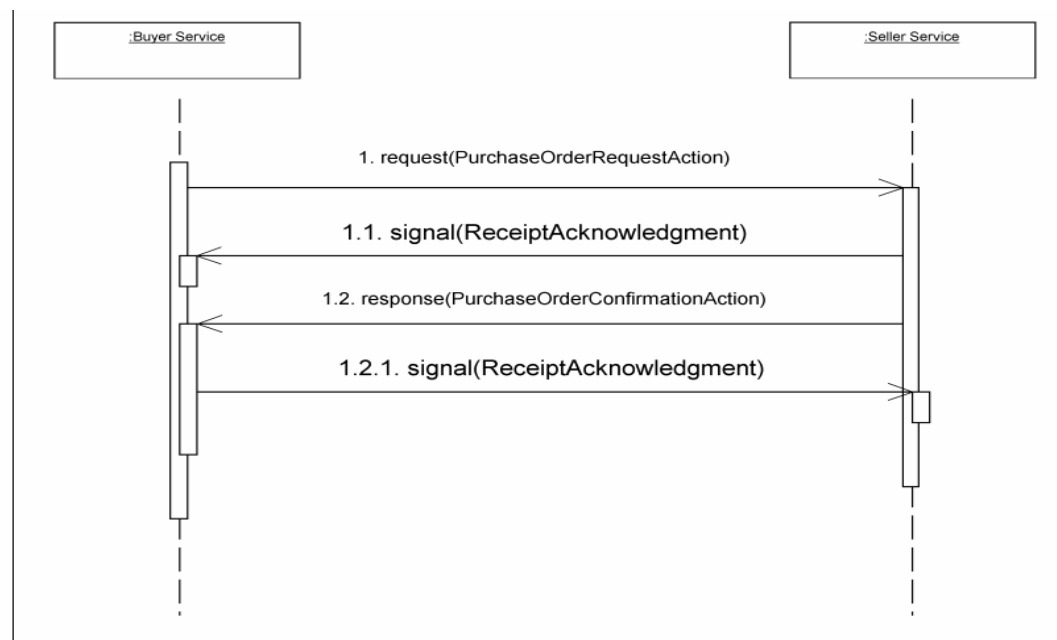 :Buyer Service
:Seller Service
1. request(PurchaseOrderRequestAction)
1.1. signal(ReceiptAcknowledgment)
1.2. response(PurchaseOrderConfirmationAction)
1.2.1. signal(ReceiptAcknowledgment)